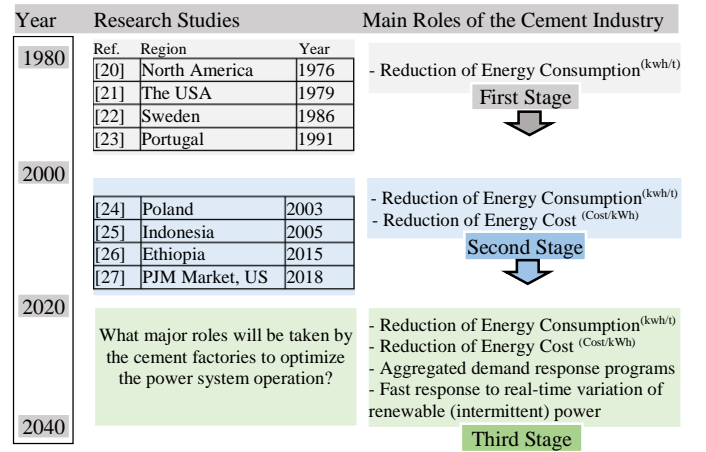 Year Research Studies Main Roles of the Cement Industry
1980
Ref. Region Year
[20] North America 1976
[21] The USA 1979
[22] Sweden 1986
[23] Portugal 1991
- Reduction of Energy Consumption(kwh/t)
First Stage
2000
[24] Poland 2003
[25] Indonesia 2005
[26] Ethiopia 2015
[27] PJM Market, US 2018
- Reduction of Energy Consumption(kwh/t)
- Reduction of Energy Cost (Cost/kWh)
Second Stage
2020
What major roles will be taken by
the cement factories to optimize
the power system operation?
- Reduction of Energy Consumption(kwh/t)
- Reduction of Energy Cost (Cost/kWh)
- Aggregated demand response programs
- Fast response to real-time variation of
renewable (intermittent) power
2040
Third Stage